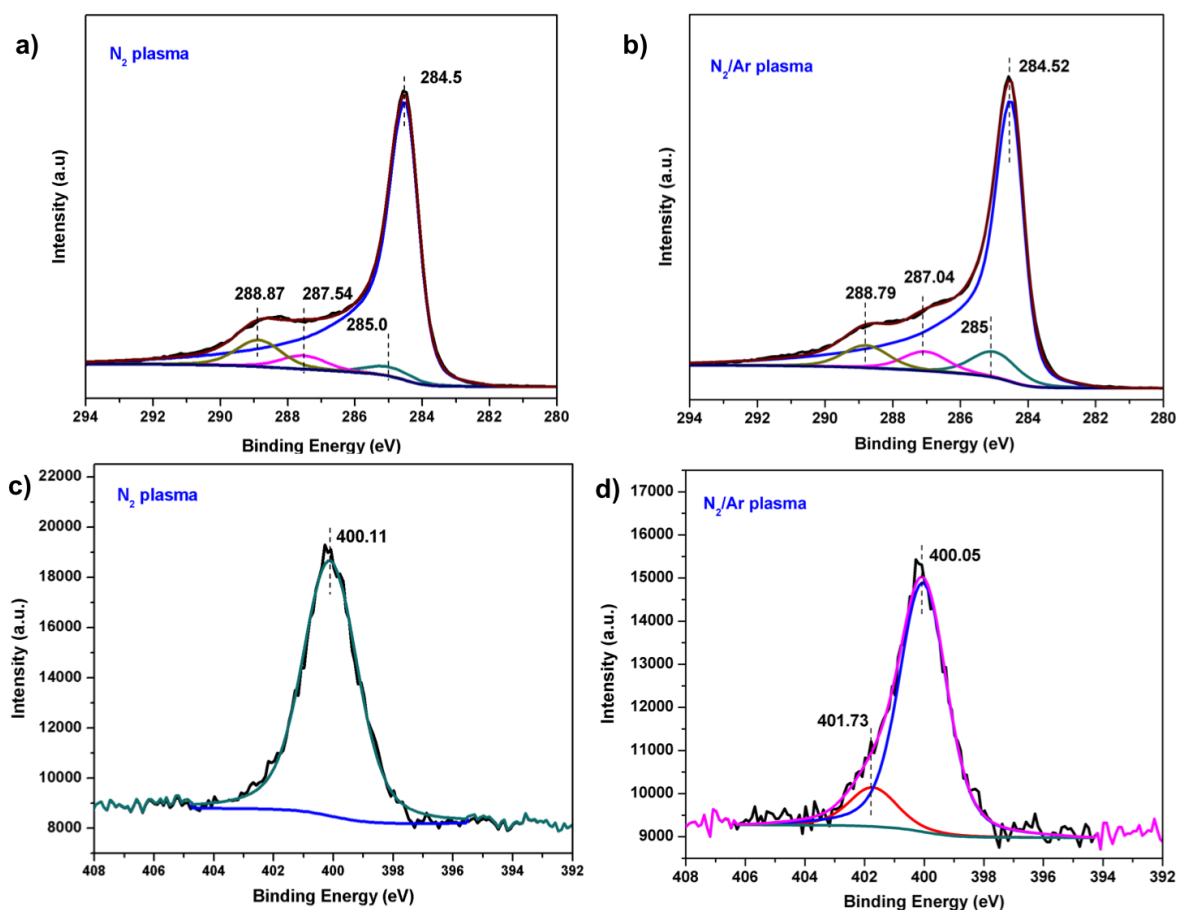 a)
N₂ plasma
284.5
288.87
287.54
285.0
Intensity (a.u)
294 292 290 288 286 284 282 280
Binding Energy (eV)
b)
N₂/Ar plasma
284.52
287.04
288.79
285
Intensity (a.u.)
294 292 290 288 286 284 282 280
Binding Energy (eV)
c)
N₂ plasma
400.11
22000
20000
18000
16000
14000
12000
10000
8000
Intensity (a.u.)
408 406 404 402 400 398 396 394 392
Binding Energy (eV)
d)
N₂/Ar plasma
400.05
401.73
17000
16000
15000
14000
13000
12000
11000
10000
9000
Intensity (a.u.)
408 406 404 402 400 398 396 394 392
Binding Energy (eV)